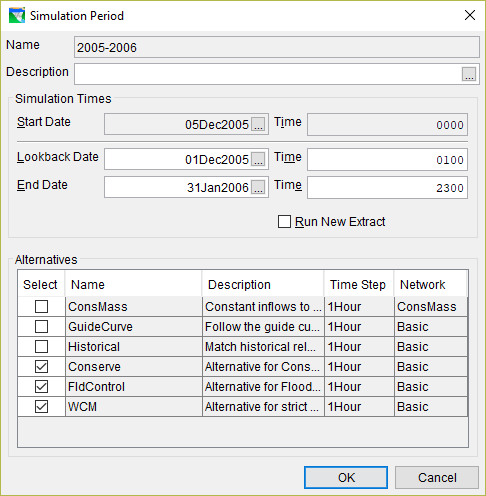 Simulation Period
Name 2005-2006
Description ...
Simulation Times
Start Date 05Dec2005 ... Time 0000
Lookback Date 01Dec2005 ... Time 0100
End Date 31Jan2006 ... Time 2300
Run New Extract
Alternatives
Select Name Description Time Step Network
ConsMass Constant inflows to ... 1Hour ConsMass
GuideCurve Follow the guide cu... 1Hour Basic
Historical Match historical rel... 1Hour Basic
Conserve Alternative for Cons... 1Hour Basic
FldControl Alternative for Flood... 1Hour Basic
WCM Alternative for strict ... 1Hour Basic
OK Cancel